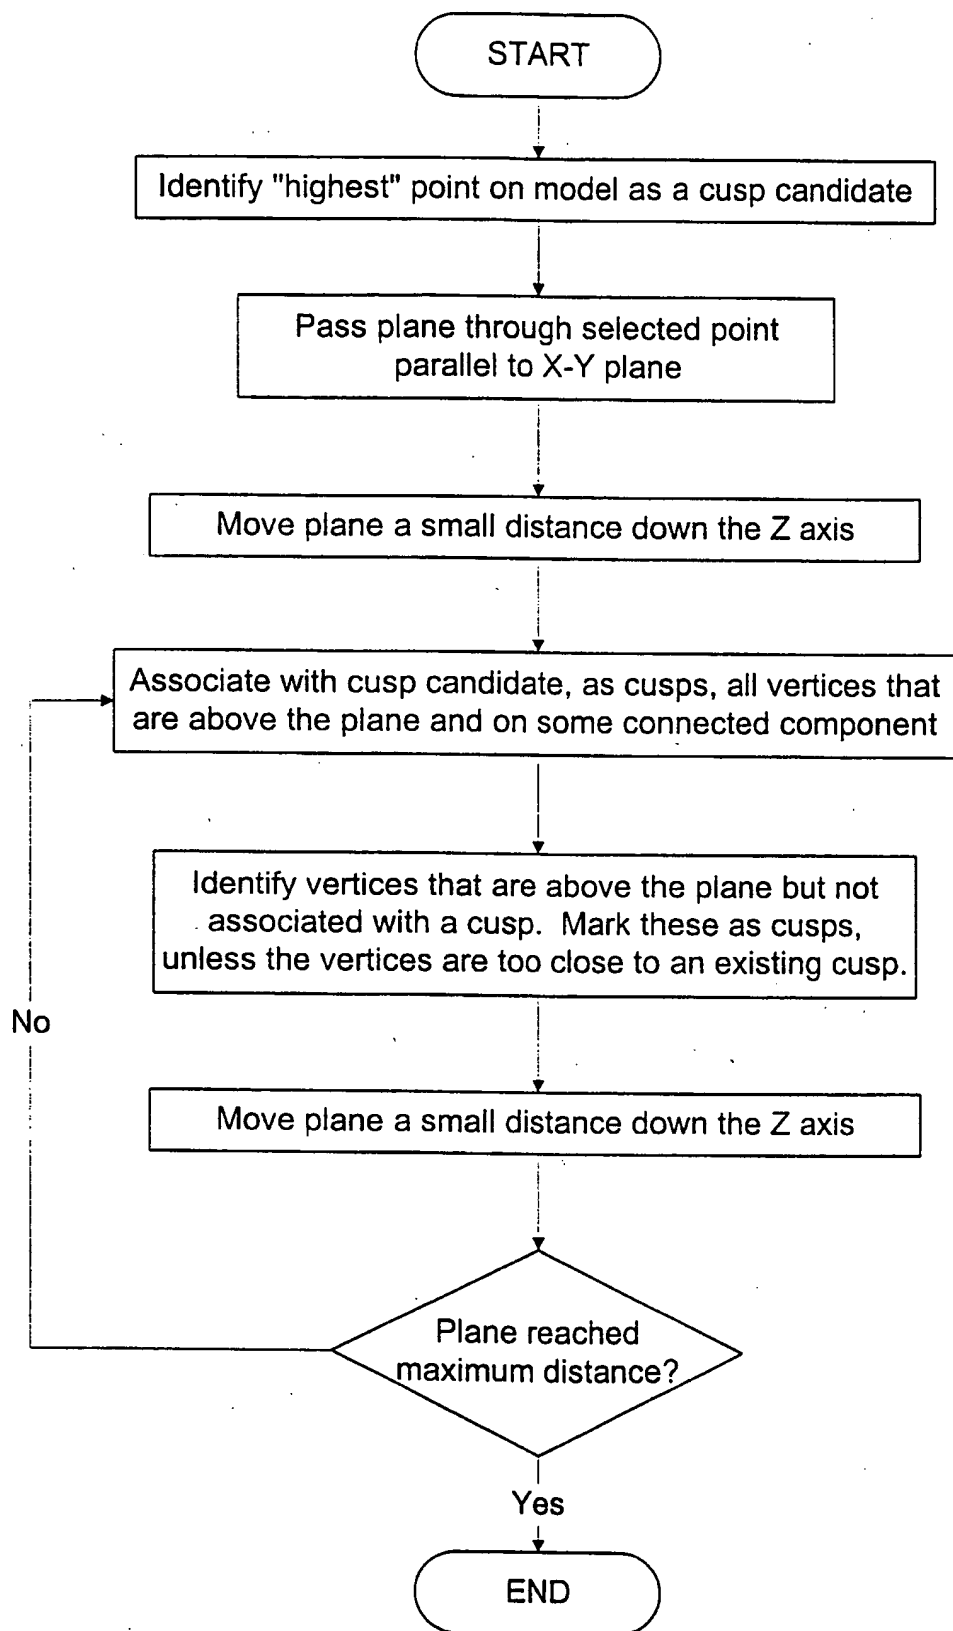 START
Identify "highest" point on model as a cusp candidate
Pass plane through selected point
parallel to X-Y plane
Move plane a small distance down the Z axis
Associate with cusp candidate, as cusps, all vertices that
are above the plane and on some connected component
Identify vertices that are above the plane but not
associated with a cusp. Mark these as cusps,
unless the vertices are too close to an existing cusp.
No
Move plane a small distance down the Z axis
Plane reached
maximum distance?
Yes
END